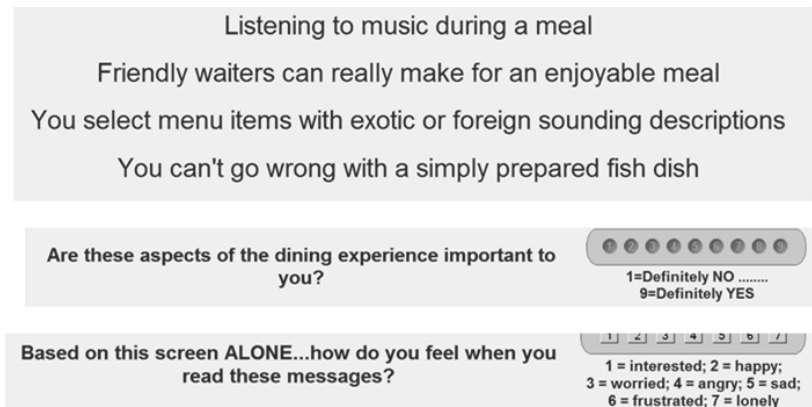 Listening to music during a meal
Friendly waiters can really make for an enjoyable meal
You select menu items with exotic or foreign sounding descriptions
You can't go wrong with a simply prepared fish dish
Are these aspects of the dining experience important to
you?
1 2 3 4 5 6 7 8 9
1=Definitely NO ........
9=Definitely YES
Based on this screen ALONE...how do you feel when you
read these messages?
1 2 3 4 5 6 7
1 = interested; 2 = happy;
3 = worried; 4 = angry; 5 = sad;
6 = frustrated; 7 = lonely